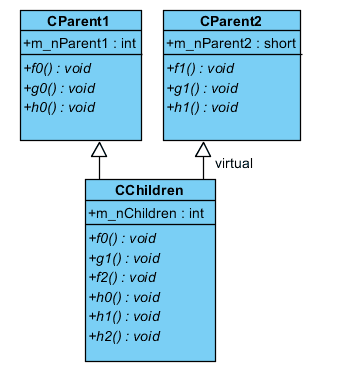 CParent1
+m_nParent1 : int
+f0() : void
+g0() : void
+h0() : void
CParent2
+m_nParent2 : short
+f1() : void
+g1() : void
+h1() : void
virtual
CChildren
+m_nChildren : int
+f0() : void
+g1() : void
+f2() : void
+h0() : void
+h1() : void
+h2() : void